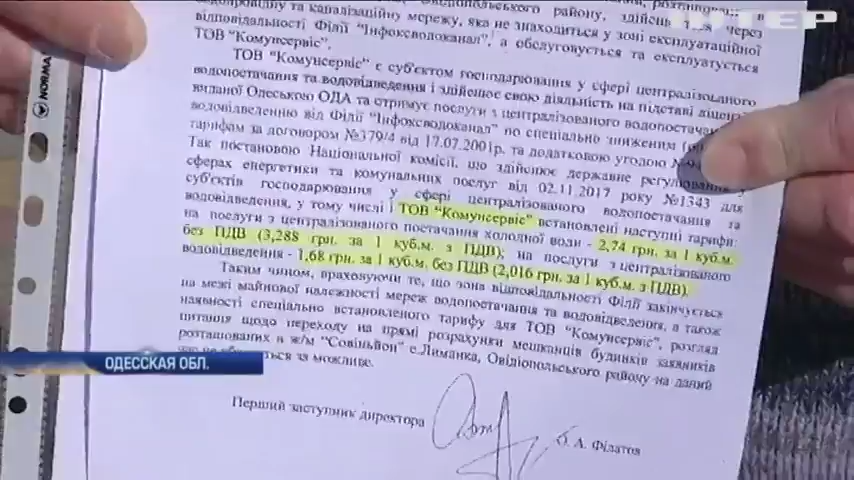 ІНТЕР
NORMA
водопровідну та каналізаційну мережу, яка не знаходиться у зоні експлуатаційної
відповідальності Філії "Інфоксводоканал", а обслуговується та експлуатується
ТОВ "Комунсервіс".
ТОВ "Комунсервіс" є суб'єктом господарювання у сфері централізованого
водопостачання та водовідведення і здійснює свою діяльність на підставі ліцензії
виданої Одеською ОДА та отримує послуги з централізованого водопостачання
водовідведенню від Філії "Інфоксводоканал" по спеціально зниженим
тарифам за договором №379/4 від 17.07.2001р. та додатковою угодою
Так постановою Національної комісії, що здійснює державне регулювання у
сферах енергетики та комунальних послуг від 02.11.2017 року №1343 для
суб'єктів господарювання у сфері централізованого водопостачання та
водовідведення, у тому числі і ТОВ "Комунсервіс" встановлені наступні тарифи:
на послуги з централізованого постачання холодної води - 2,74 грн. за 1 куб.м.
без ПДВ (3,288 грн. за 1 куб.м. з ПДВ); на послуги з централізованого
водовідведення - 1,68 грн. за 1 куб.м. без ПДВ (2,016 грн. за 1 куб.м. з ПДВ).
Таким чином, враховуючи те, що зона відповідальності Філії закінчується
на межі майнової належності мереж водопостачання та водовідведення, а також
наявності спеціально встановленого тарифу для ТОВ "Комунсервіс", розгляд
питання щодо переходу на прямі розрахунки мешканців будинків заявників
розташованих в ж/м "Совіньйон" с.Лиманка, Овідіопольського району на даний
час не за можливе.
ОДЕССКАЯ ОБЛ.
Перший заступник директора
О. А. Філатов